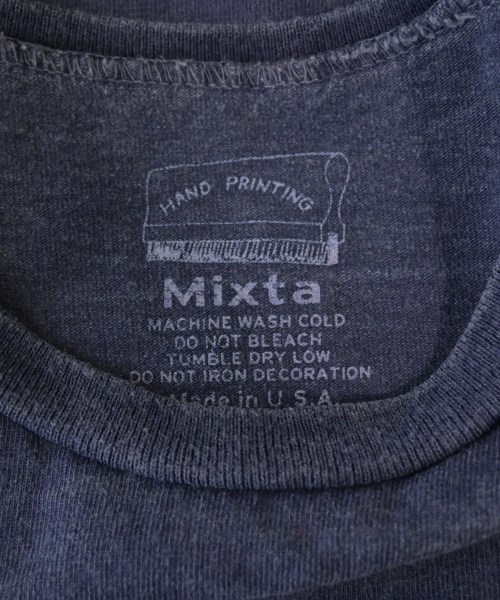 HAND PRINTING
Mixta
MACHINE WASH COLD
DO NOT BLEACH
TUMBLE DRY LOW
DO NOT IRON DECORATION
Made in U.S.A